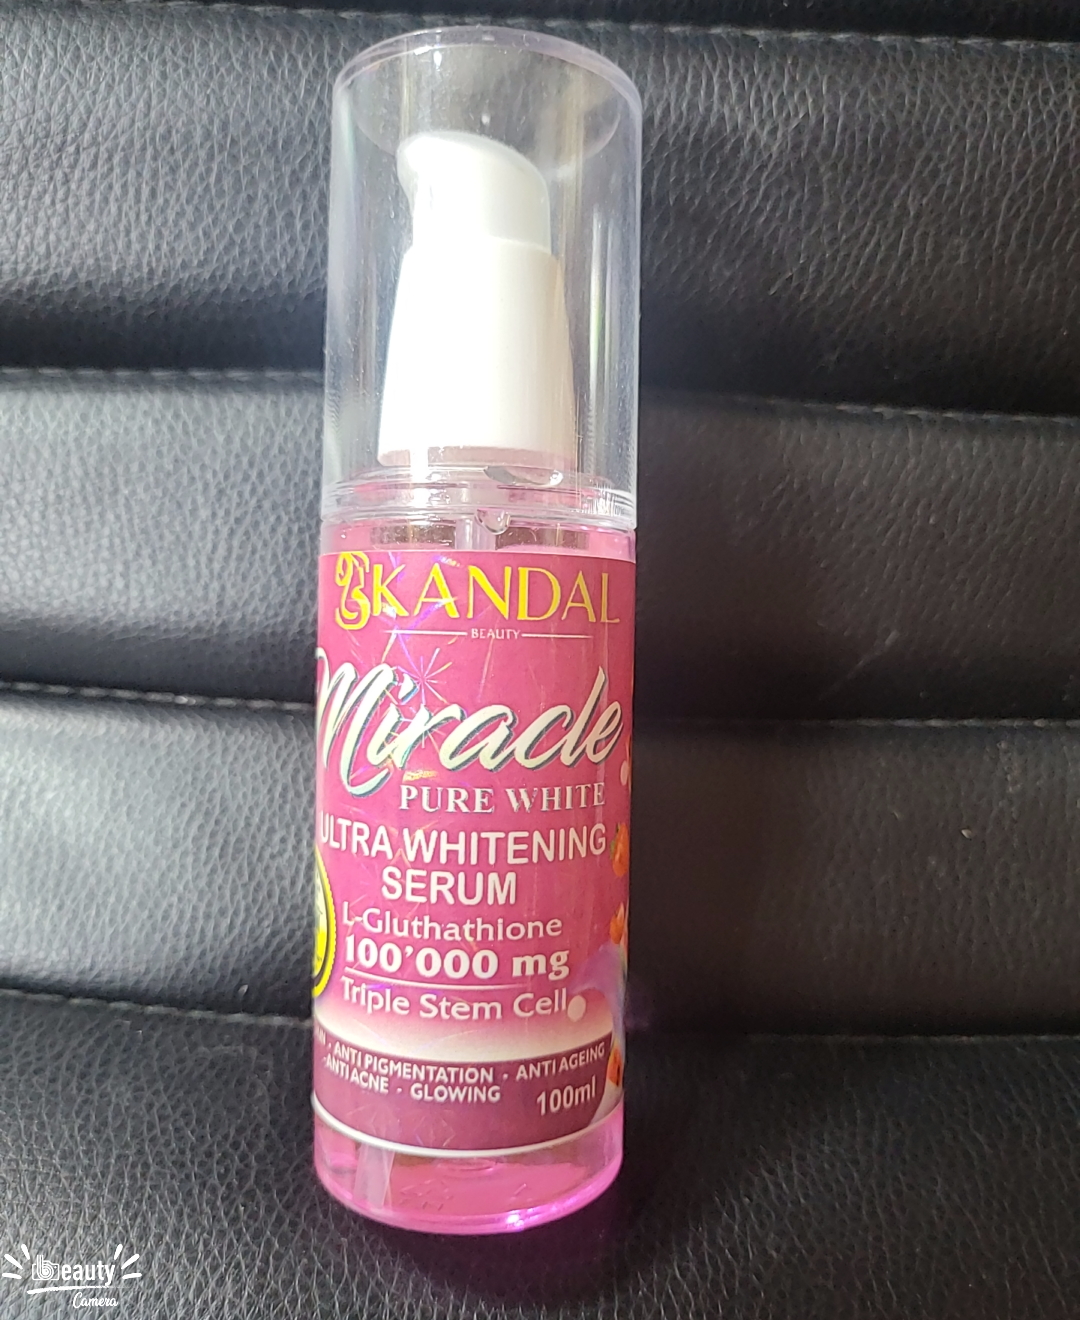 SKANDAL
BEAUTY
Miracle
PURE WHITE
ULTRA WHITENING
SERUM
L-Gluthathione
100'000 mg
Triple Stem Cell
· ANTI PIGMENTATION · ANTI AGEING
·ANTI ACNE · GLOWING
100ml
beauty
Camera